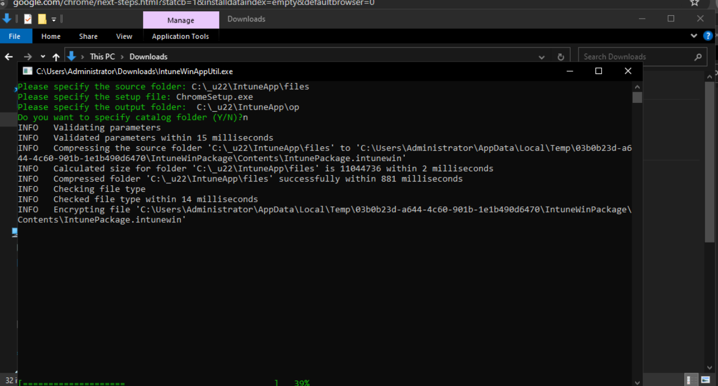 google.com/chrome/next-steps.html?statcb=1&installdataindex=empty&defaultbrowser=0
Manage
Downloads
File
Home
Share
View
Application Tools
This PC
Downloads
Search Downloads
C:\Users\Administrator\Downloads\IntuneWinAppUtil.exe
Please specify the source folder: C:\_u22\IntuneApp\files
Please specify the setup file: ChromeSetup.exe
Please specify the output folder:  C:\_u22\IntuneApp\op
Do you want to specify catalog folder (Y/N)?n
INFO   Validating parameters
INFO   Validated parameters within 15 milliseconds
INFO   Compressing the source folder 'C:\_u22\IntuneApp\files' to 'C:\Users\Administrator\AppData\Local\Temp\03b0b23d-a6
44-4c60-901b-1e1b490d6470\IntuneWinPackage\Contents\IntunePackage.intunewin'
INFO   Calculated size for folder 'C:\_u22\IntuneApp\files' is 11044736 within 2 milliseconds
INFO   Compressed folder 'C:\_u22\IntuneApp\files' successfully within 881 milliseconds
INFO   Checking file type
INFO   Checked file type within 14 milliseconds
INFO   Encrypting file 'C:\Users\Administrator\AppData\Local\Temp\03b0b23d-a644-4c60-901b-1e1b490d6470\IntuneWinPackage\
Contents\IntunePackage.intunewin'
32
39%